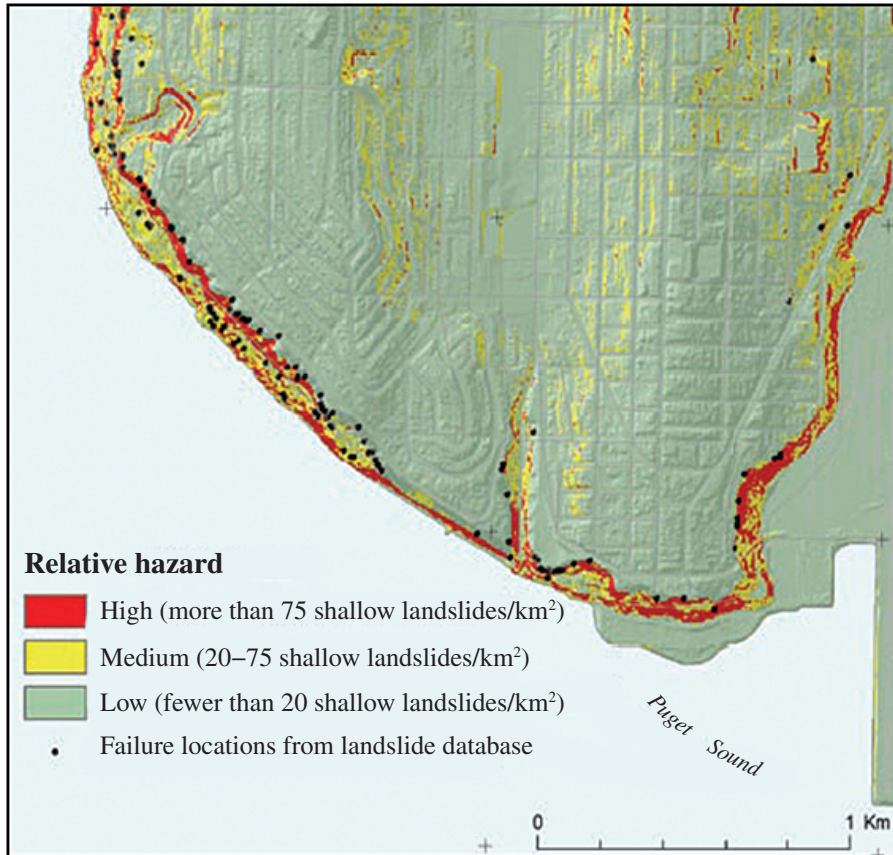 Relative hazard
High (more than 75 shallow landslides/km²)
Medium (20–75 shallow landslides/km²)
Low (fewer than 20 shallow landslides/km²)
Failure locations from landslide database
Puget Sound
0 1 Km